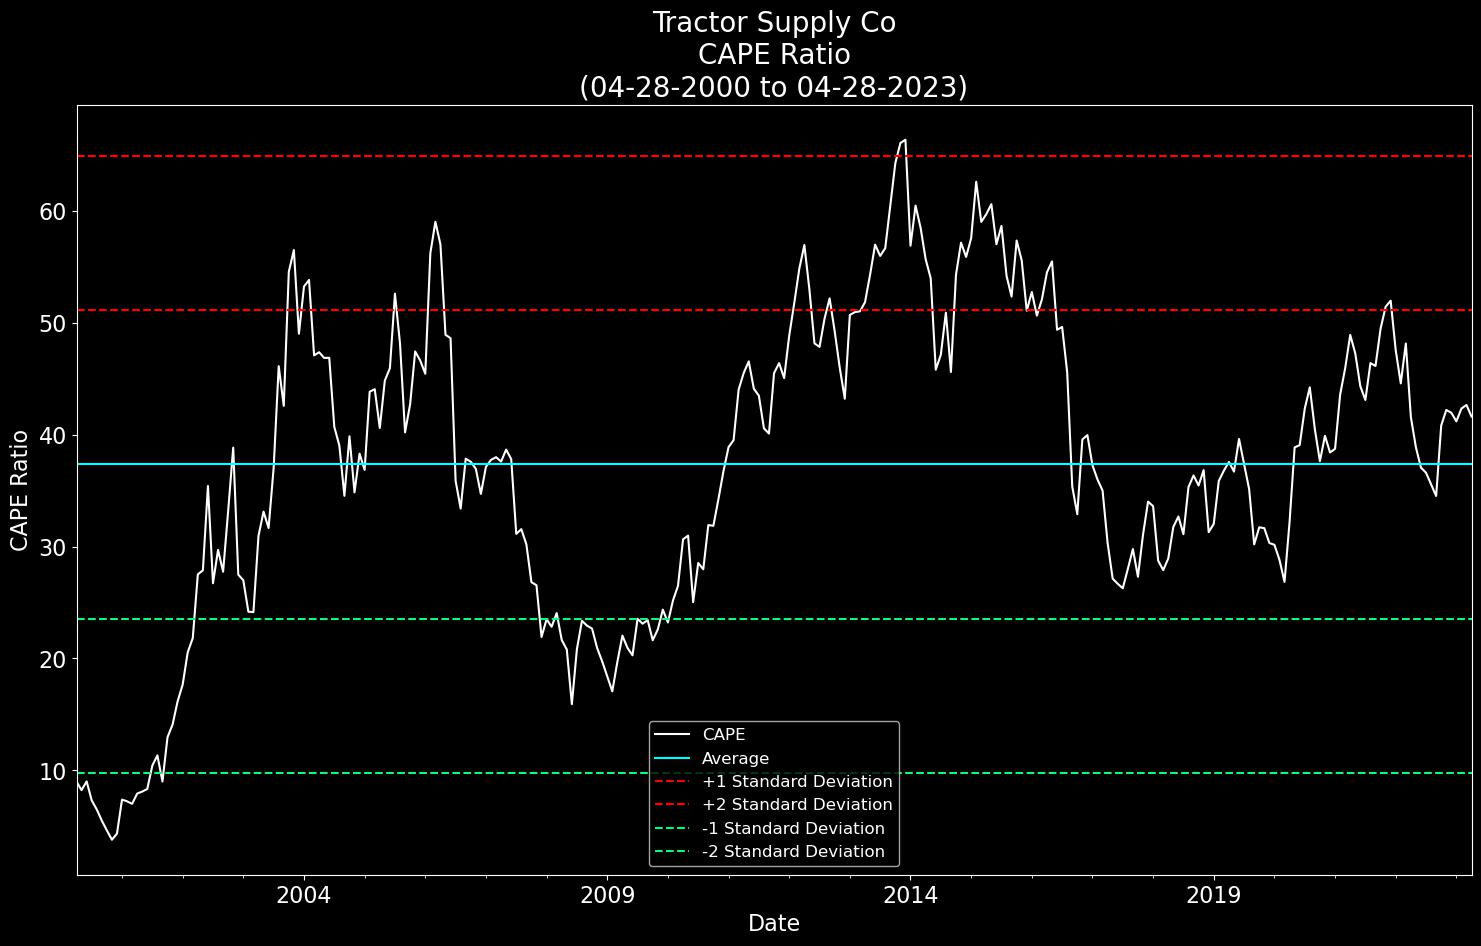 Tractor Supply Co
CAPE Ratio
(04-28-2000 to 04-28-2023)
CAPE Ratio
60
50
40
30
20
10
CAPE
Average
+1 Standard Deviation
+2 Standard Deviation
-1 Standard Deviation
-2 Standard Deviation
2004
2009
2014
2019
Date